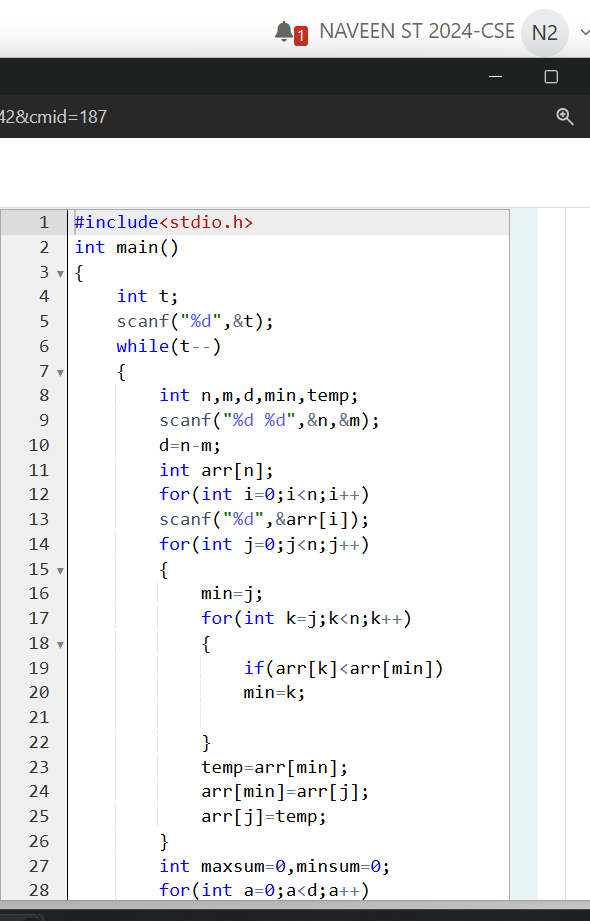 1 NAVEEN ST 2024-CSE N2
42&cmid=187
1 #include<stdio.h>
2 int main()
3 {
4 int t;
5 scanf("%d",&t);
6 while(t--)
7 {
8 int n,m,d,min,temp;
9 scanf("%d %d",&n,&m);
10 d=n-m;
11 int arr[n];
12 for(int i=0;i<n;i++)
13 scanf("%d",&arr[i]);
14 for(int j=0;j<n;j++)
15 {
16 min=j;
17 for(int k=j;k<n;k++)
18 {
19 if(arr[k]<arr[min])
20 min=k;
21
22 }
23 temp=arr[min];
24 arr[min]=arr[j];
25 arr[j]=temp;
26 }
27 int maxsum=0,minsum=0;
28 for(int a=0;a<d;a++)